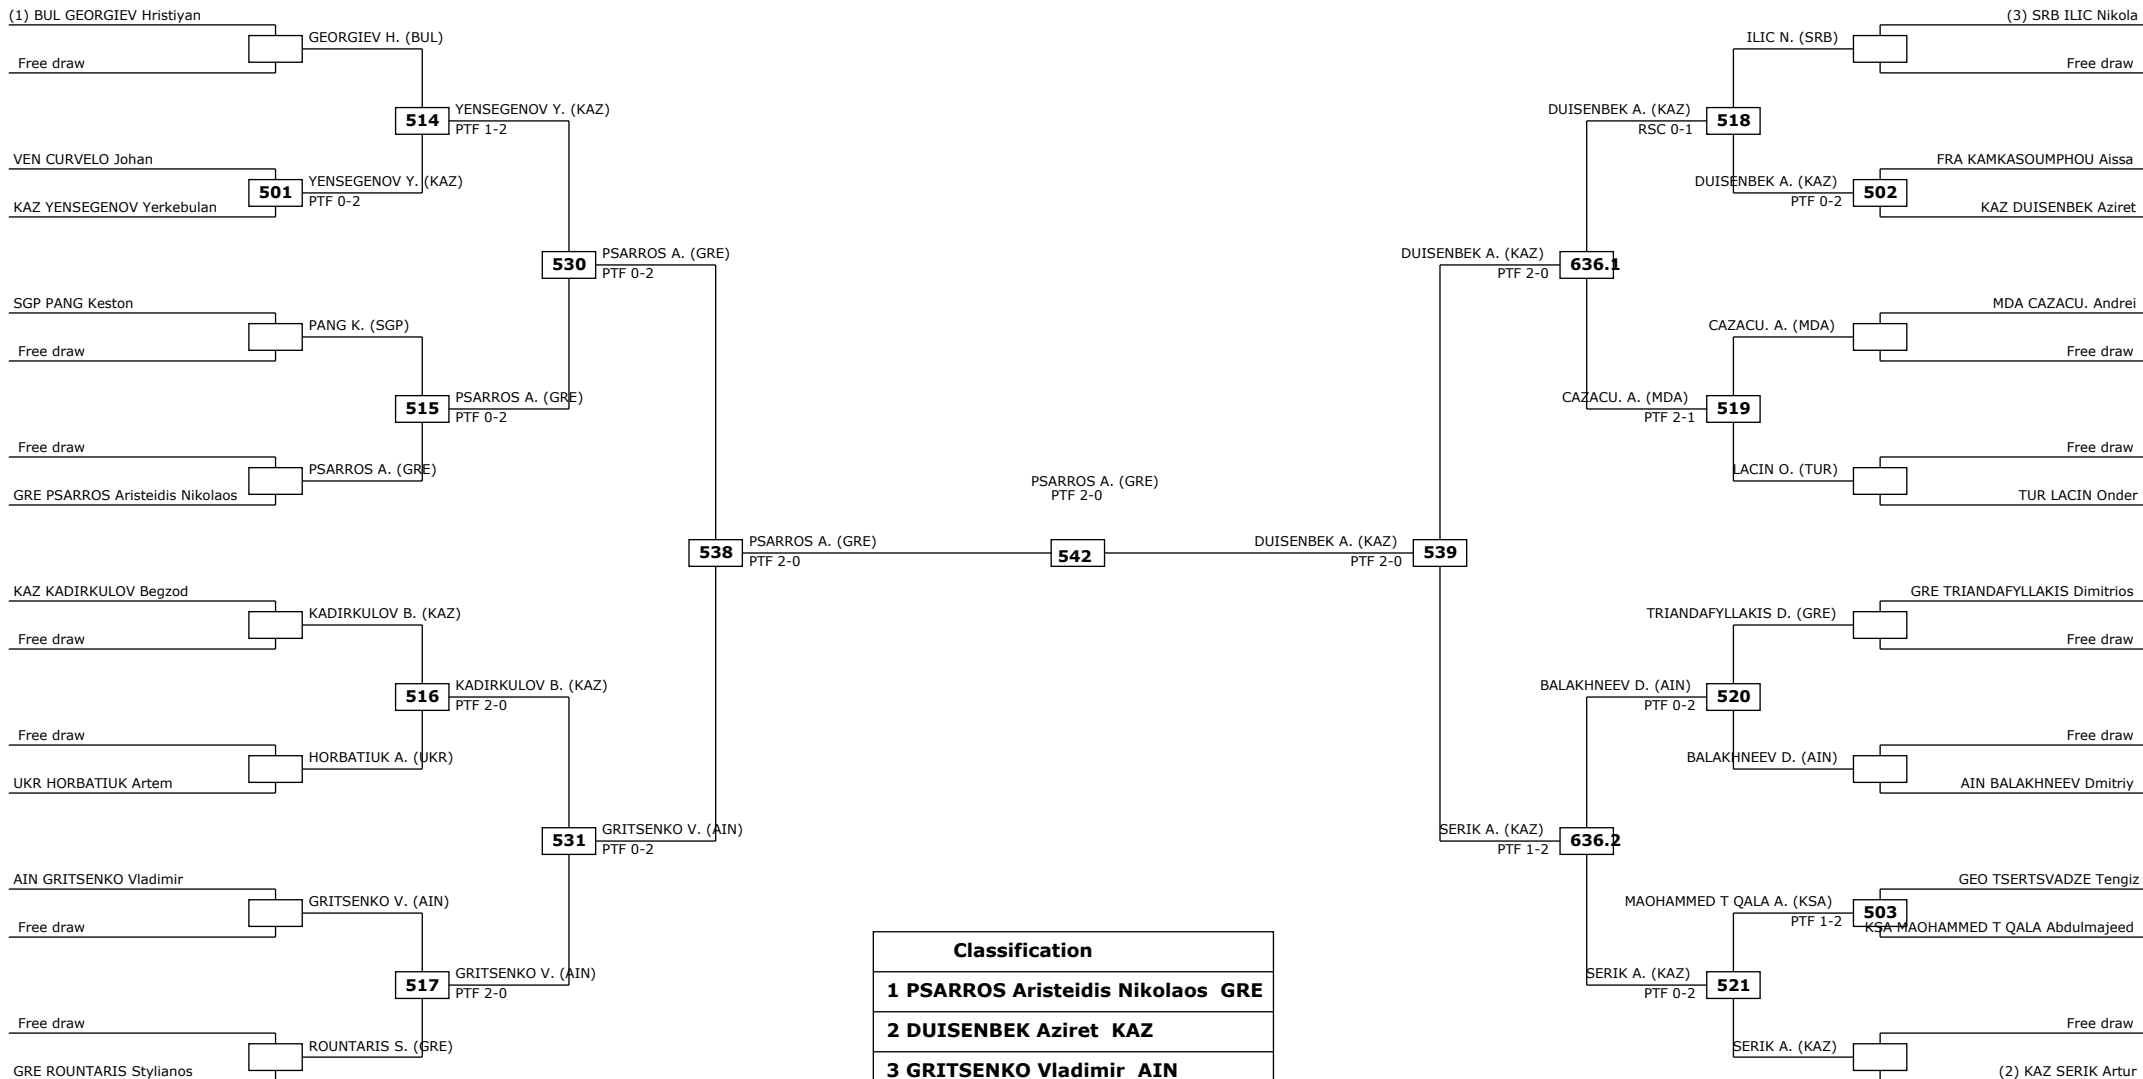 (1) BUL GEORGIEV Hristiyan
GEORGIEV H. (BUL)
Free draw
514
YENSEGENOV Y. (KAZ)
PTF 1-2
VEN CURVELO Johan
501
YENSEGENOV Y. (KAZ)
PTF 0-2
KAZ YENSEGENOV Yerkebulan
530
PSARROS A. (GRE)
PTF 0-2
SGP PANG Keston
PANG K. (SGP)
Free draw
515
PSARROS A. (GRE)
PTF 0-2
Free draw
PSARROS A. (GRE)
GRE PSARROS Aristeidis Nikolaos
538
PSARROS A. (GRE)
PTF 2-0
KAZ KADIRKULOV Begzod
KADIRKULOV B. (KAZ)
Free draw
516
KADIRKULOV B. (KAZ)
PTF 2-0
Free draw
HORBATIUK A. (UKR)
UKR HORBATIUK Artem
531
GRITSENKO V. (AIN)
PTF 0-2
AIN GRITSENKO Vladimir
GRITSENKO V. (AIN)
Free draw
517
GRITSENKO V. (AIN)
PTF 2-0
Free draw
ROUNTARIS S. (GRE)
GRE ROUNTARIS Stylianos
PSARROS A. (GRE)
PTF 2-0
542
(3) SRB ILIC Nikola
ILIC N. (SRB)
Free draw
DUISENBEK A. (KAZ)
RSC 0-1
518
FRA KAMKASOUMPHOU Aissa
DUISENBEK A. (KAZ)
PTF 0-2
502
KAZ DUISENBEK Aziret
DUISENBEK A. (KAZ)
PTF 2-0
636.1
MDA CAZACU. Andrei
CAZACU. A. (MDA)
Free draw
CAZACU. A. (MDA)
PTF 2-1
519
Free draw
LACIN O. (TUR)
TUR LACIN Onder
DUISENBEK A. (KAZ)
PTF 2-0
539
GRE TRIANDAFYLLAKIS Dimitrios
TRIANDAFYLLAKIS D. (GRE)
Free draw
BALAKHNEEV D. (AIN)
PTF 0-2
520
Free draw
BALAKHNEEV D. (AIN)
AIN BALAKHNEEV Dmitriy
SERIK A. (KAZ)
PTF 1-2
636.2
GEO TSERTSVADZE Tengiz
MAOHAMMED T QALA A. (KSA)
PTF 1-2
503
KSA MAOHAMMED T QALA Abdulmajeed
SERIK A. (KAZ)
PTF 0-2
521
Free draw
SERIK A. (KAZ)
(2) KAZ SERIK Artur
Classification
1 PSARROS Aristeidis Nikolaos GRE
2 DUISENBEK Aziret KAZ
3 GRITSENKO Vladimir AIN